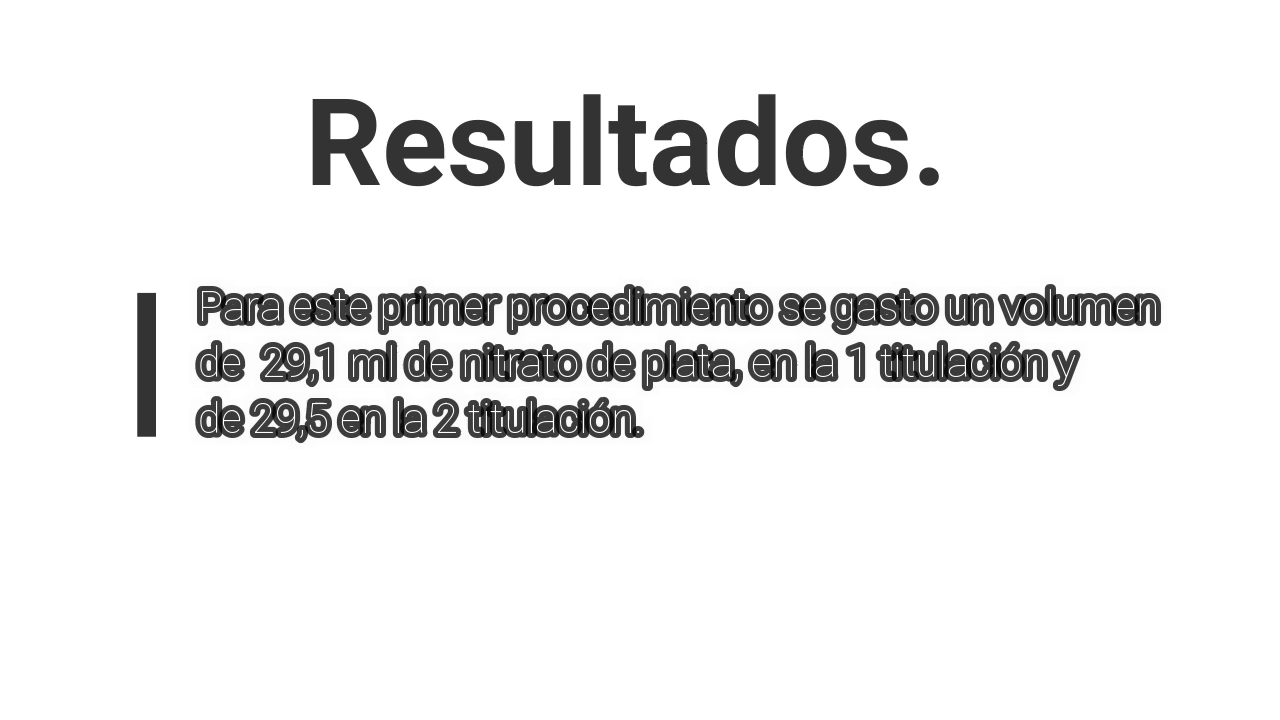 Resultados.
Para este primer procedimiento se gasto un volumen
de  29,1 ml de nitrato de plata, en la 1 titulación y
de 29,5 en la 2 titulación.